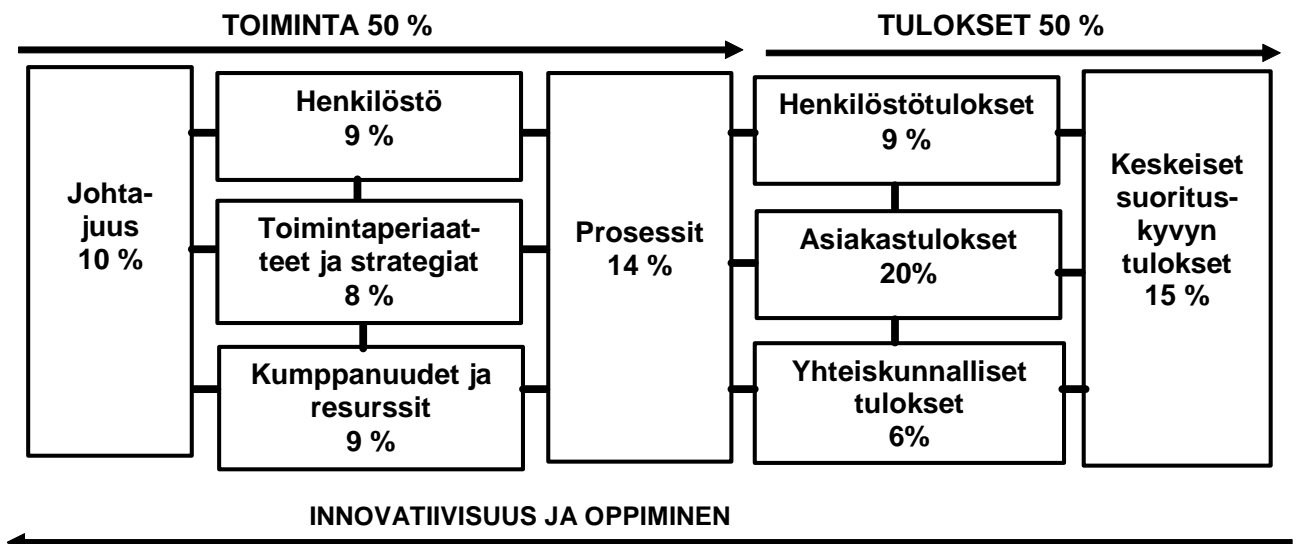 TOIMINTA 50 %
TULOKSET 50 %
Johta-
juus
10 %
Henkilöstö
9 %
Toimintaperiaat-
teet ja strategiat
8 %
Kumppanuudet ja
resurssit
9 %
Prosessit
14 %
Henkilöstötulokset
9 %
Asiakastulokset
20%
Yhteiskunnalliset
tulokset
6%
Keskeiset
suoritus-
kyvyn
tulokset
15 %
INNOVATIIVISUUS JA OPPIMINEN